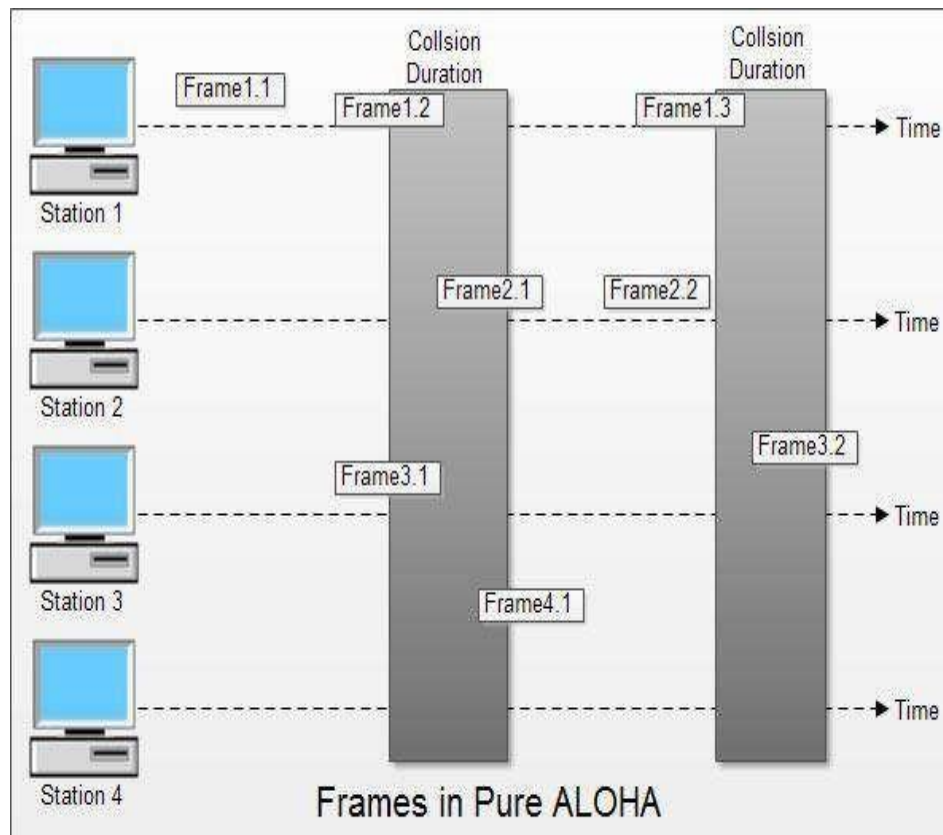 Collsion
Duration
Collsion
Duration
Frame1.1
Frame1.2
Frame1.3
Time
Station 1
Frame2.1
Frame2.2
Time
Station 2
Frame3.1
Frame3.2
Time
Station 3
Frame4.1
Time
Station 4
Frames in Pure ALOHA